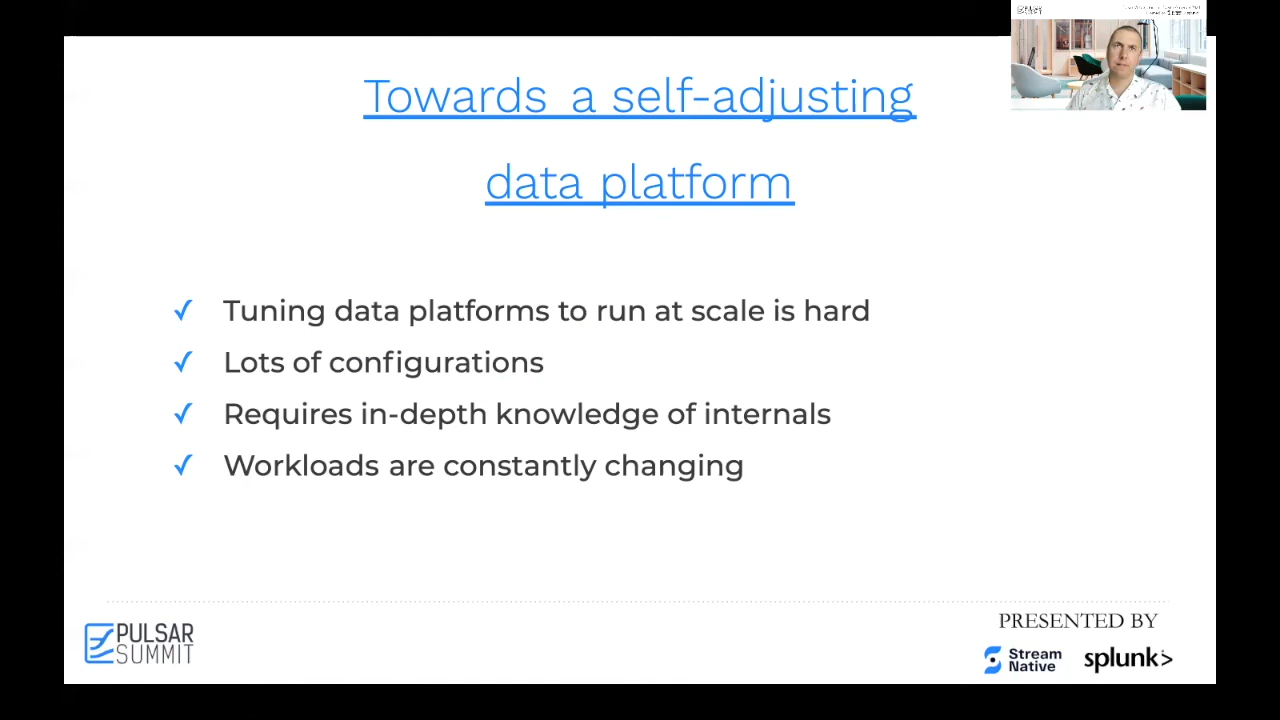 Towards a self-adjusting
data platform
✓ Tuning data platforms to run at scale is hard
✓ Lots of configurations
✓ Requires in-depth knowledge of internals
✓ Workloads are constantly changing
PULSAR
SUMMIT
PRESENTED BY
Stream
Native
splunk>